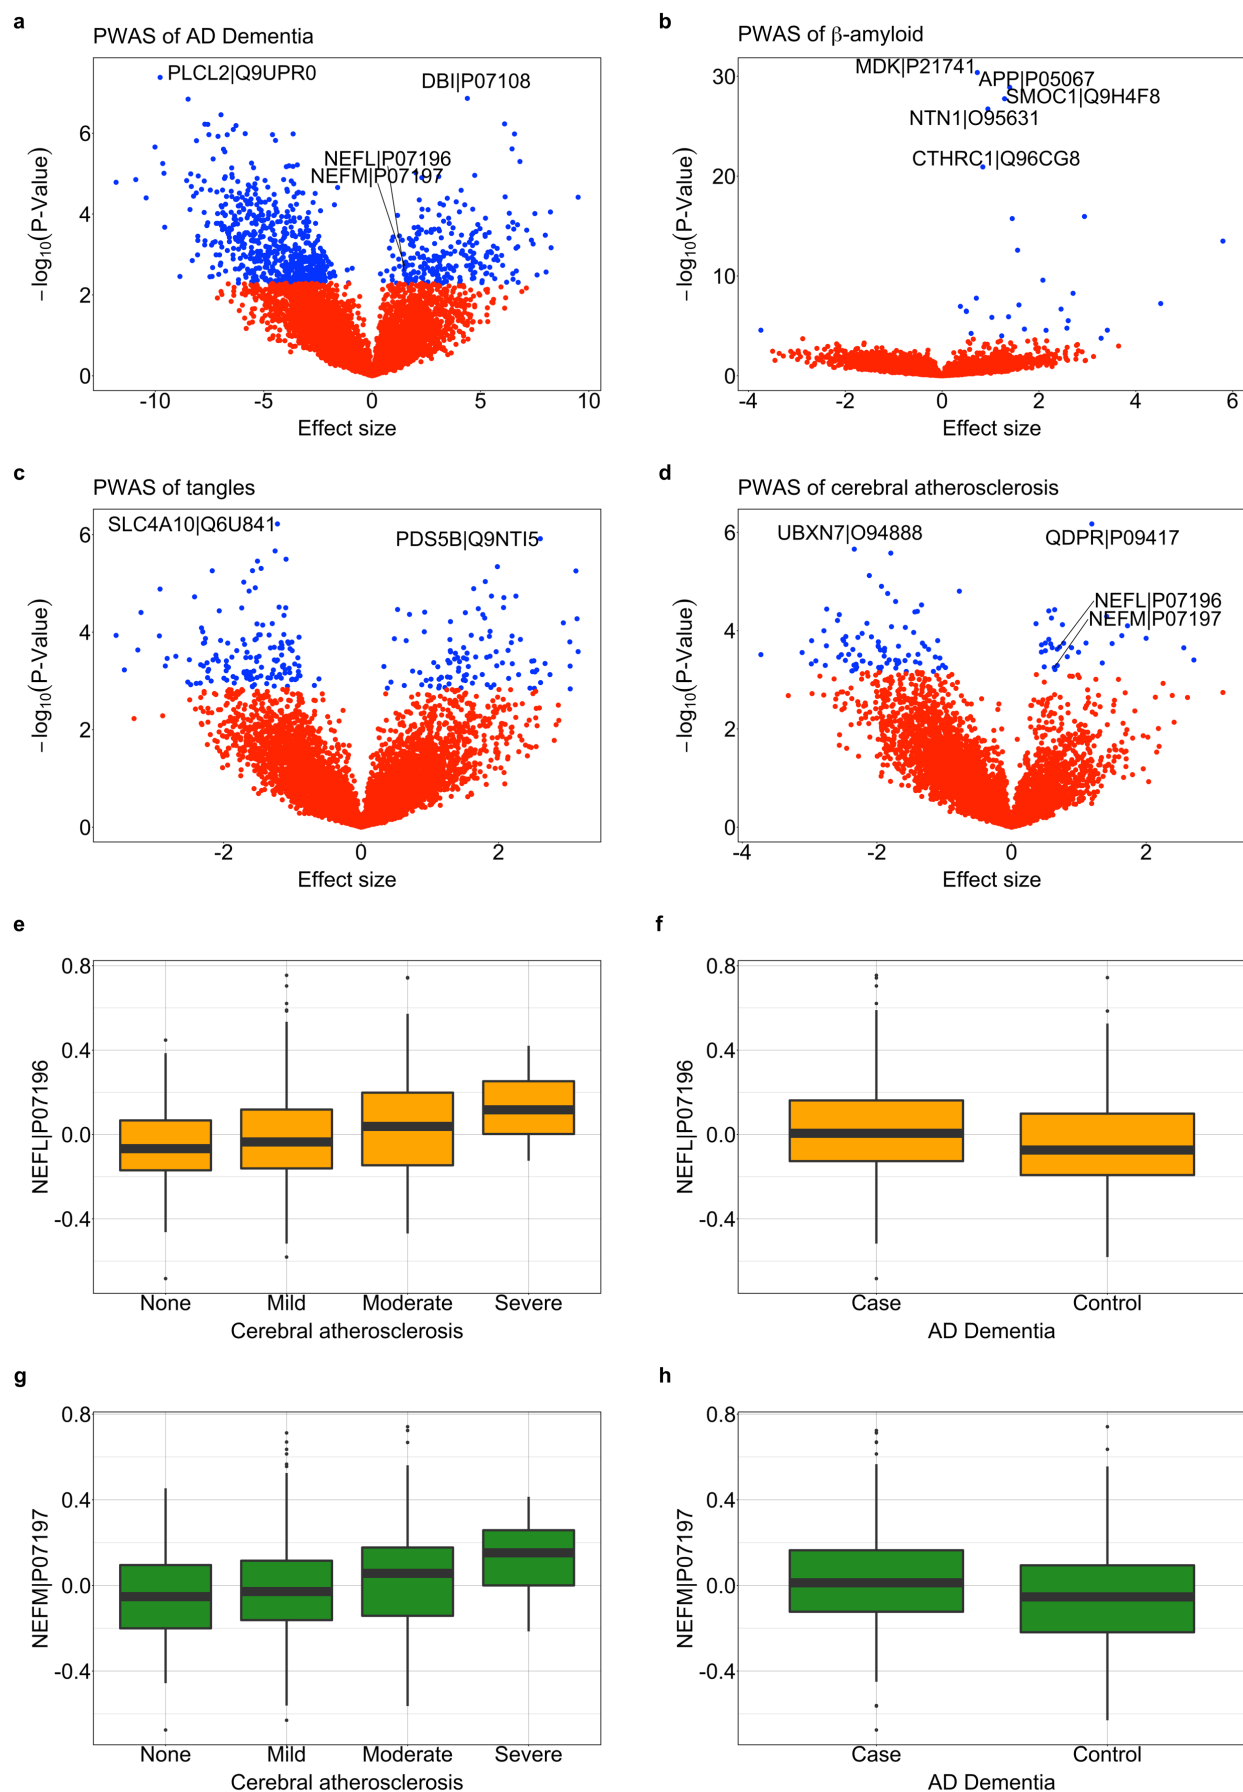 a
PWAS of AD Dementia
PLCL2|Q9UPR0
DBI|P07108
NEFL|P07196
NEFM|P07197
6
4
2
0
−log10(P-Value)
-10 -5 0 5 10
Effect size
b
PWAS of β-amyloid
MDK|P21741
APP|P05067
SMOC1|Q9H4F8
NTN1|O95631
CTHRC1|Q96CG8
30
20
10
0
−log10(P-Value)
-4 -2 0 2 4 6
Effect size
c
PWAS of tangles
SLC4A10|Q6U841
PDS5B|Q9NTI5
6
4
2
0
−log10(P-Value)
-2 0 2
Effect size
d
PWAS of cerebral atherosclerosis
UBXN7|O94888
QDPR|P09417
NEFL|P07196
NEFM|P07197
6
4
2
0
−log10(P-Value)
-4 -2 0 2
Effect size
e
0.8
0.4
0.0
-0.4
NEFL|P07196
None Mild Moderate Severe
Cerebral atherosclerosis
f
0.8
0.4
0.0
-0.4
NEFL|P07196
Case Control
AD Dementia
g
0.8
0.4
0.0
-0.4
NEFM|P07197
None Mild Moderate Severe
Cerebral atherosclerosis
h
0.8
0.4
0.0
-0.4
NEFM|P07197
Case Control
AD Dementia